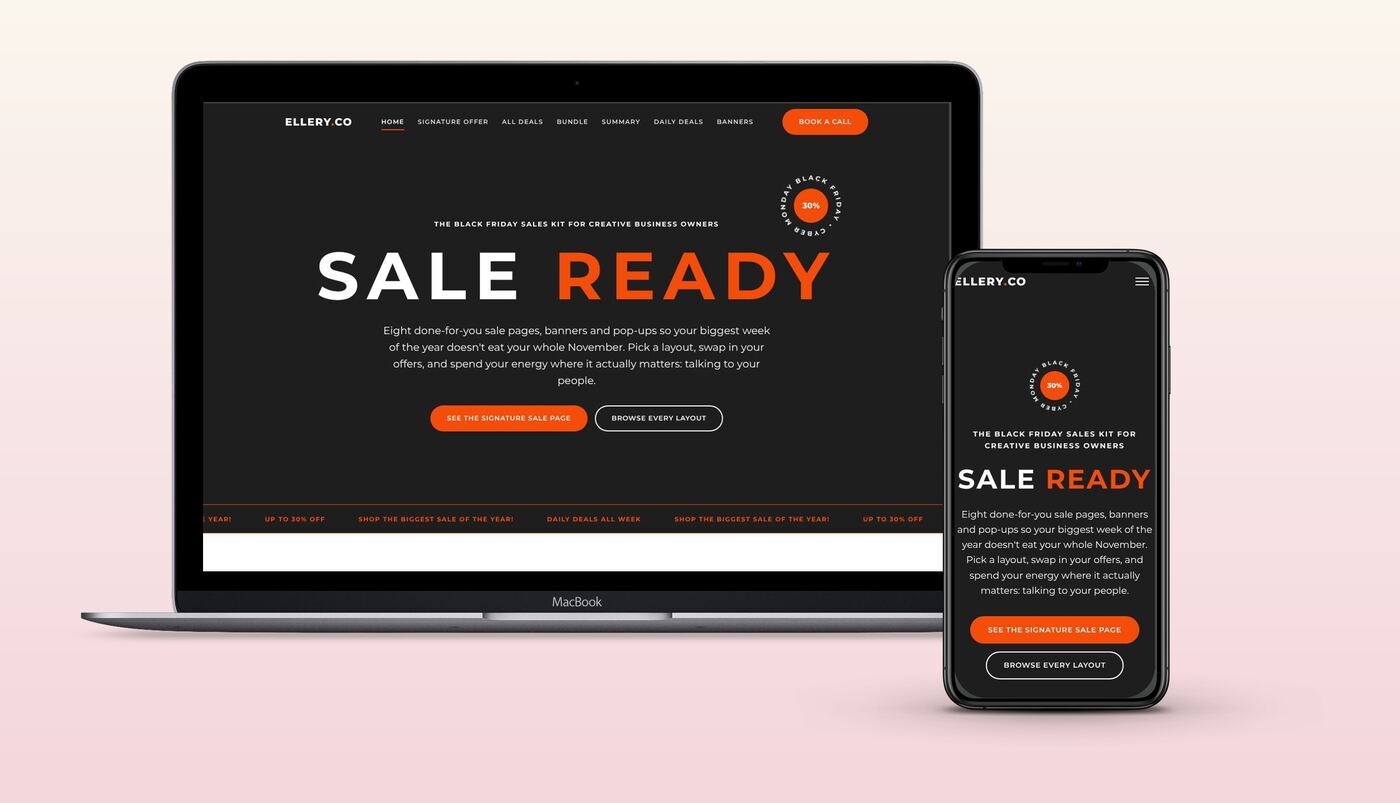 ELLERY.CO
HOME SIGNATURE OFFER ALL DEALS BUNDLE SUMMARY DAILY DEALS BANNERS
BOOK A CALL
BLACK FRIDAY • CYBER MONDAY
30%
THE BLACK FRIDAY SALES KIT FOR CREATIVE BUSINESS OWNERS
SALE READY
Eight done-for-you sale pages, banners and pop-ups so your biggest week
of the year doesn't eat your whole November. Pick a layout, swap in your
offers, and spend your energy where it actually matters: talking to your
people.
SEE THE SIGNATURE SALE PAGE
BROWSE EVERY LAYOUT
E YEAR! UP TO 30% OFF SHOP THE BIGGEST SALE OF THE YEAR! DAILY DEALS ALL WEEK SHOP THE BIGGEST SALE OF THE YEAR! UP TO 30% OFF
MacBook
ELLERY.CO
BLACK FRIDAY • CYBER MONDAY
30%
THE BLACK FRIDAY SALES KIT FOR
CREATIVE BUSINESS OWNERS
SALE READY
Eight done-for-you sale pages, banners
and pop-ups so your biggest week of the
year doesn't eat your whole November.
Pick a layout, swap in your offers, and
spend your energy where it actually
matters: talking to your people.
SEE THE SIGNATURE SALE PAGE
BROWSE EVERY LAYOUT